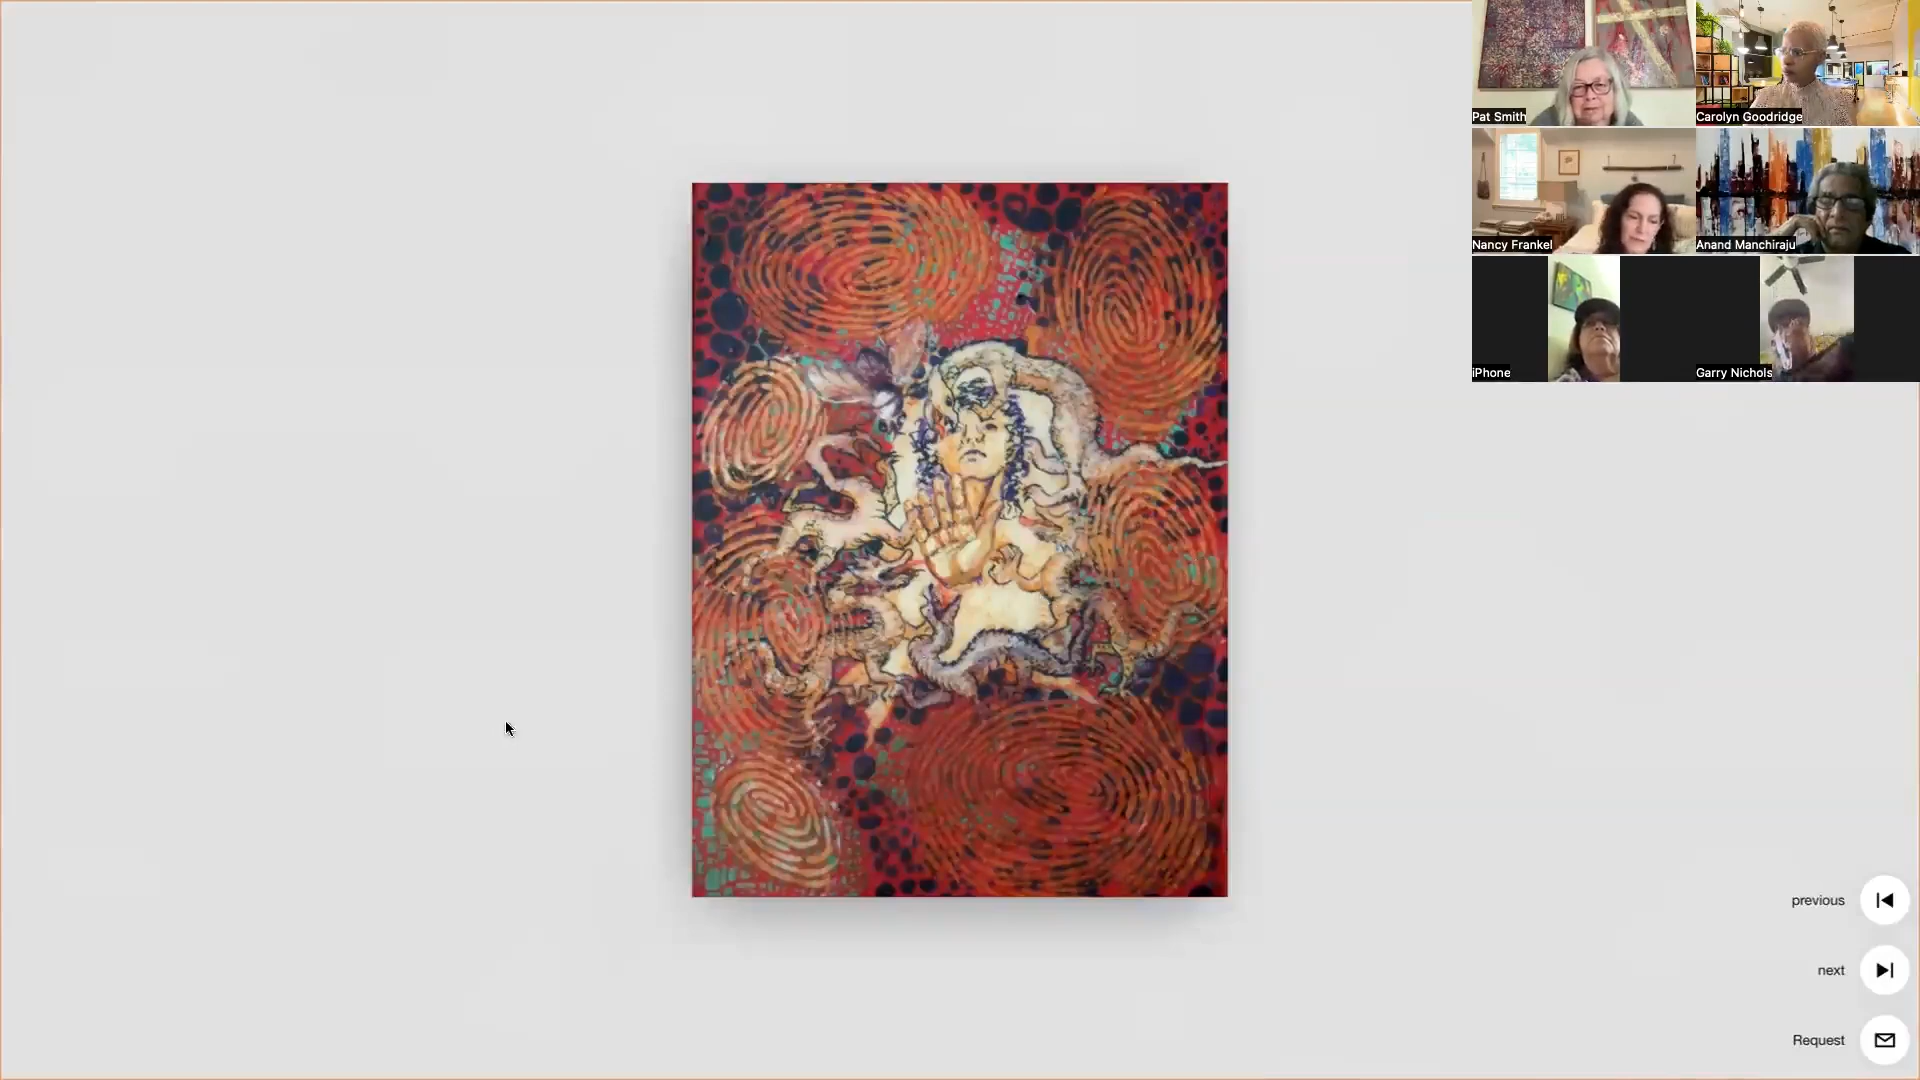 Pat Smith
Carolyn Goodridge
Nancy Frankel
Anand Manchiraju
iPhone
Garry Nichols
previous
next
Request